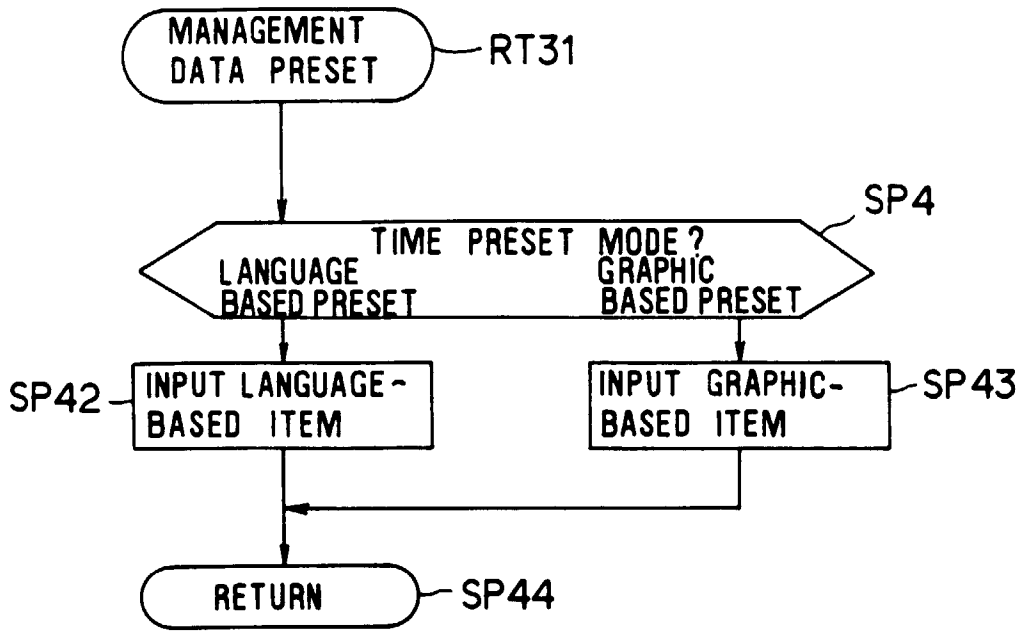 MANAGEMENT
DATA PRESET
RT31
SP4
TIME PRESET MODE?
LANGUAGE
BASED PRESET
GRAPHIC
BASED PRESET
SP42
INPUT LANGUAGE-
BASED ITEM
INPUT GRAPHIC-
BASED ITEM
SP43
RETURN
SP44